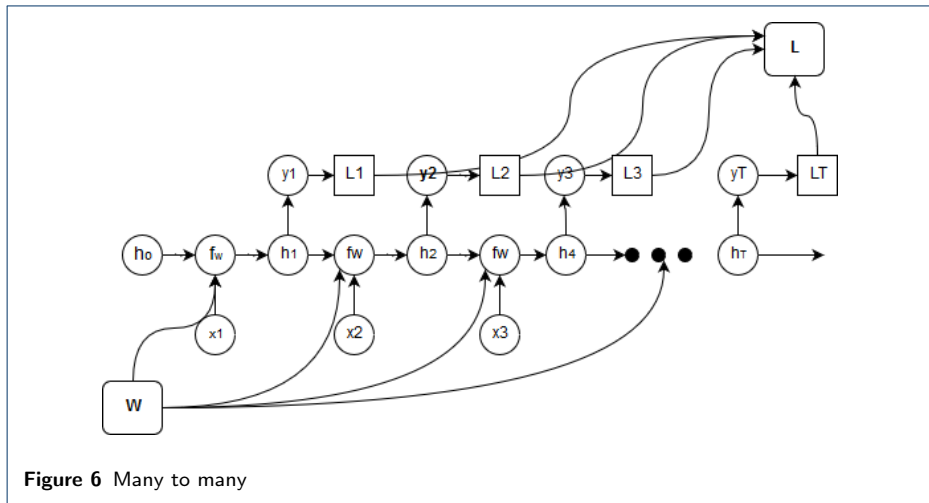 L
y1 L1 y2 L2 y3 L3 yT LT
h0 fw h1 fw h2 fw h4 hT
x1 x2 x3
W
Figure 6 Many to many